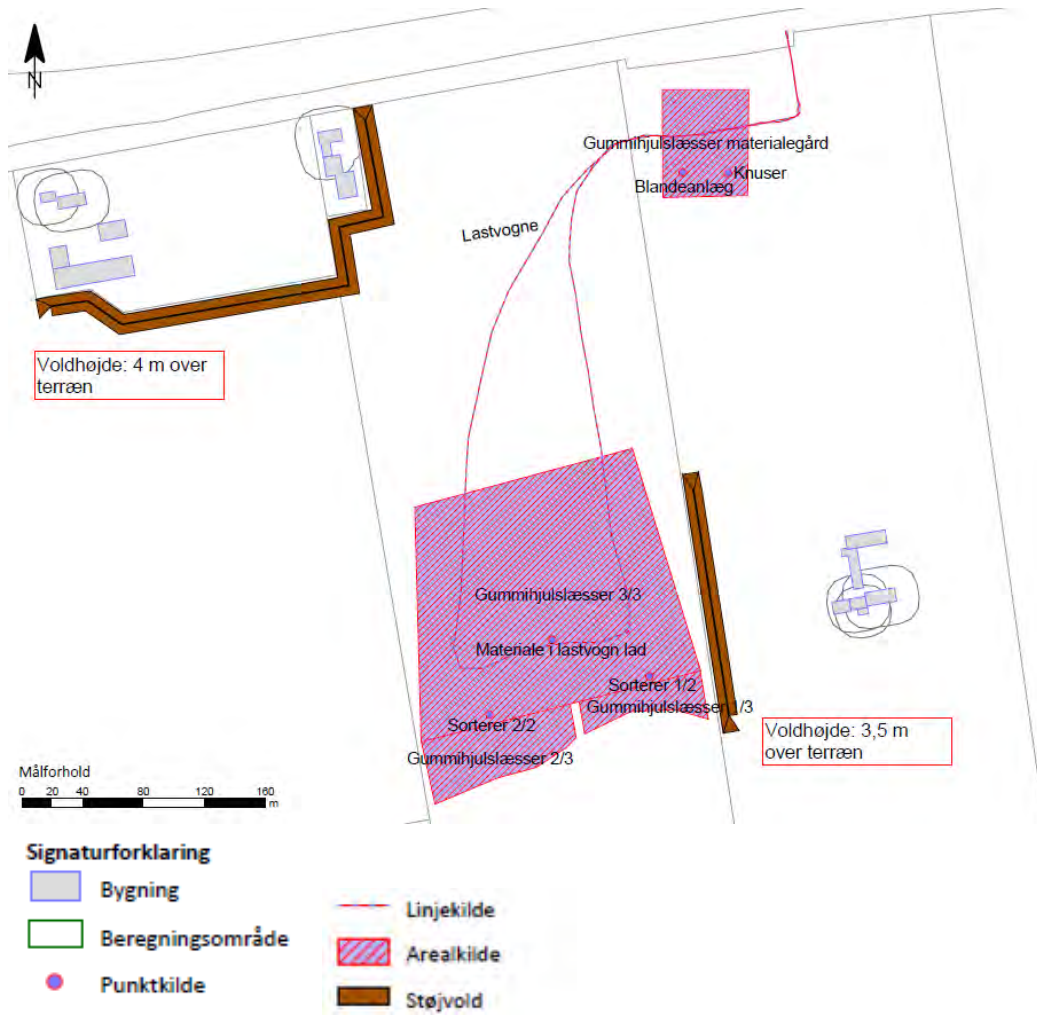 N
Gummihjulslæsser materialegård
Knuser
Blandeanlæg
Lastvogne
Voldhøjde: 4 m over
terræn
Gummihjulslæsser 3/3
Materiale i lastvogn lad
Sorterer 1/2
Gummihjulslæsser 1/3
Sorterer 2/2
Gummihjulslæsser 2/3
Voldhøjde: 3,5 m
over terræn
Målforhold
0 20 40 80 120 160
m
Signaturforklaring
Bygning
Beregningsområde
Punktkilde
Linjekilde
Arealkilde
Støjvold